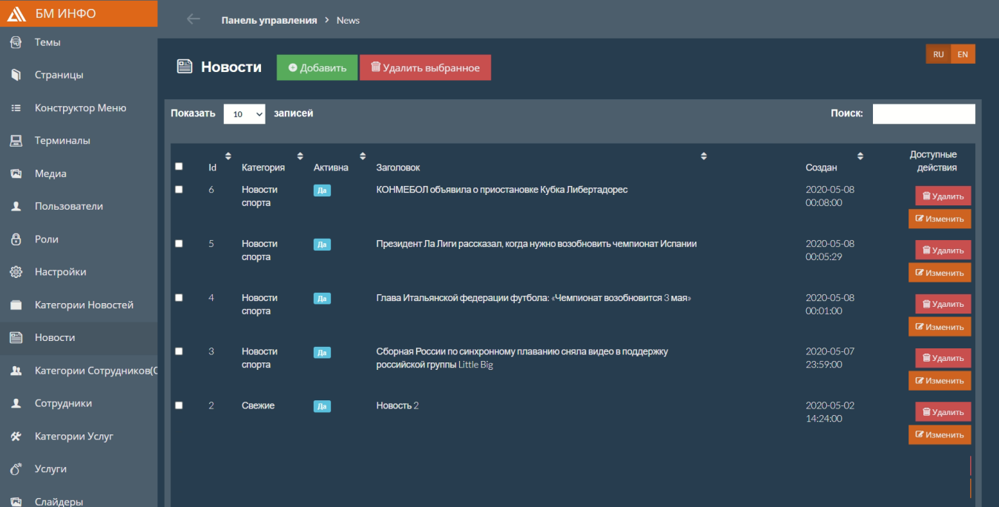 БМ ИНФО
Панель управления > News
Темы
Страницы
Конструктор Меню
Терминалы
Медиа
Пользователи
Роли
Настройки
Категории Новостей
Новости
Категории Сотрудников(С
Сотрудники
Категории Услуг
Услуги
Слайдеры
Новости
Добавить
Удалить выбранное
RU EN
Показать 10 записей
Поиск:
Id Категория Активна Заголовок Создан Доступные
действия
6 Новости
спорта
Да
КОНМЕБОЛ объявила о приостановке Кубка Либертадорес
2020-05-08
00:08:00
Удалить
Изменить
5 Новости
спорта
Да
Президент Ла Лиги рассказал, когда нужно возобновить чемпионат Испании
2020-05-08
00:05:29
Удалить
Изменить
4 Новости
спорта
Да
Глава Итальянской федерации футбола: «Чемпионат возобновится 3 мая»
2020-05-08
00:01:00
Удалить
Изменить
3 Новости
спорта
Да
Сборная России по синхронному плаванию сняла видео в поддержку
российской группы Little Big
2020-05-07
23:59:00
Удалить
Изменить
2 Свежие
Да
Новость 2
2020-05-02
14:24:00
Удалить
Изменить